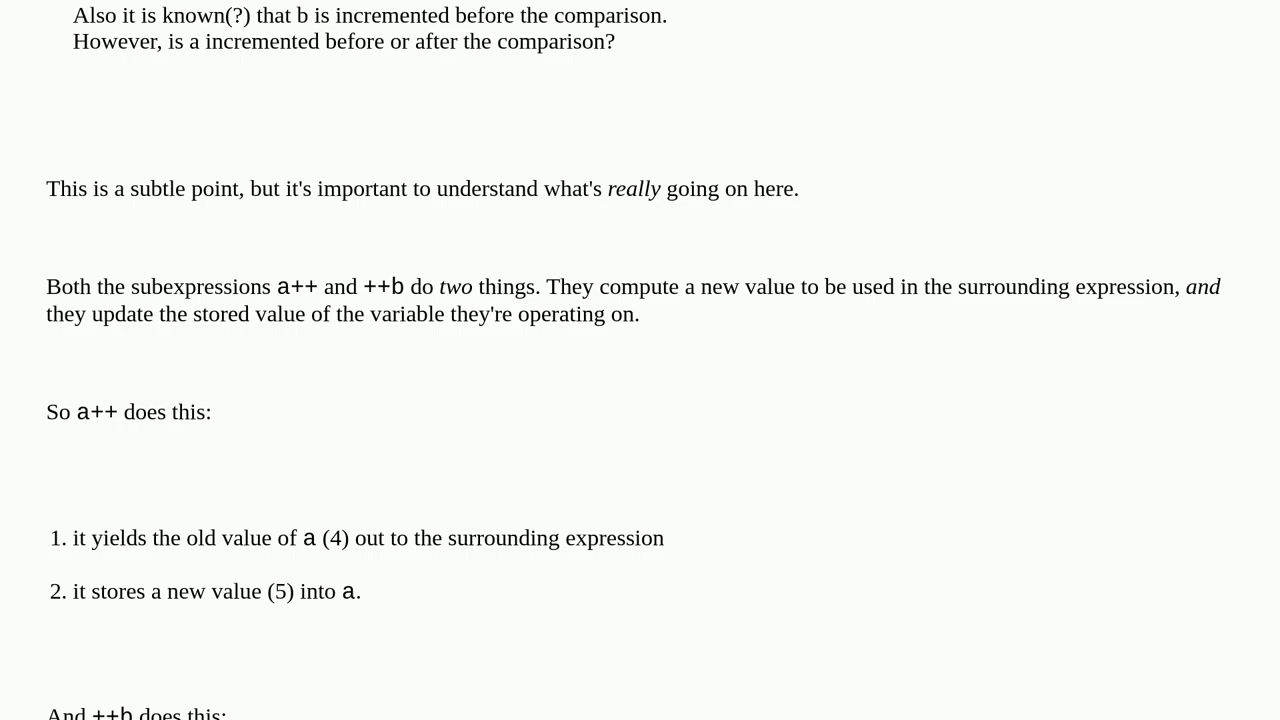 Also it is known(?) that b is incremented before the comparison.
However, is a incremented before or after the comparison?
This is a subtle point, but it's important to understand what's really going on here.
Both the subexpressions a++ and ++b do two things. They compute a new value to be used in the surrounding expression, and
they update the stored value of the variable they're operating on.
So a++ does this:
1. it yields the old value of a (4) out to the surrounding expression
2. it stores a new value (5) into a.
And ++b does this: